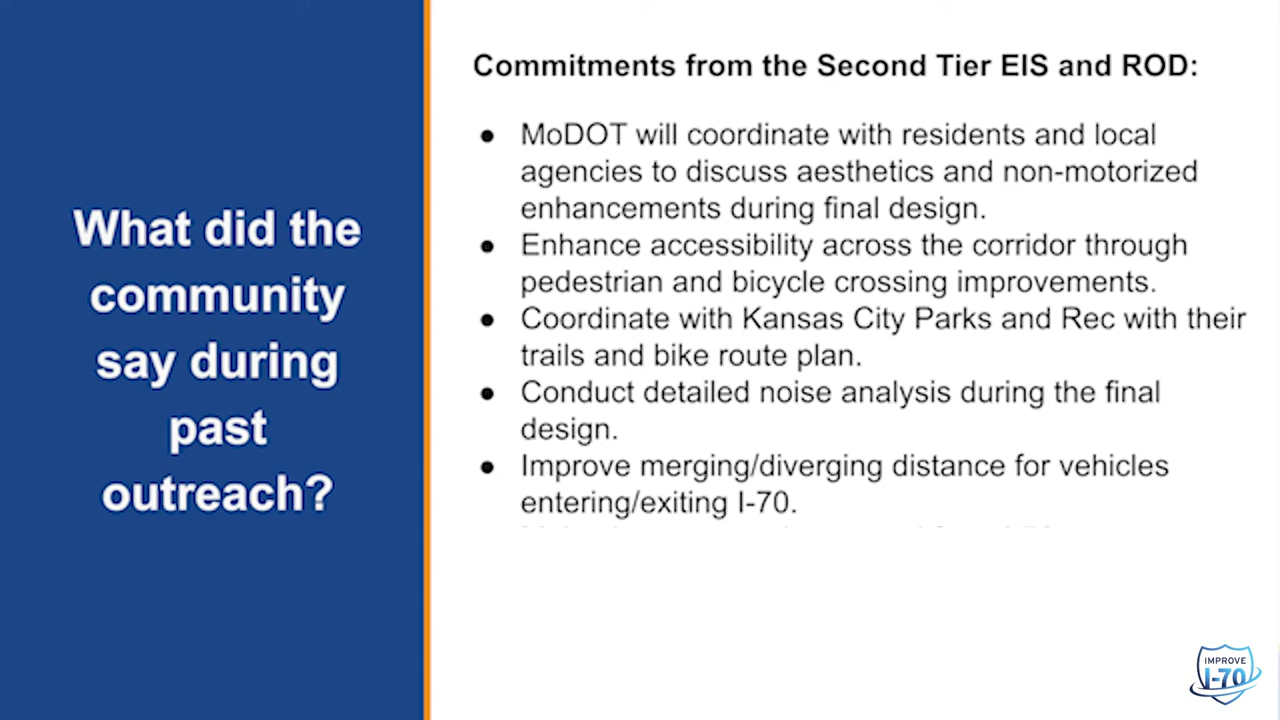 What did the
community
say during
past
outreach?
Commitments from the Second Tier EIS and ROD:
● MoDOT will coordinate with residents and local
agencies to discuss aesthetics and non-motorized
enhancements during final design.
● Enhance accessibility across the corridor through
pedestrian and bicycle crossing improvements.
● Coordinate with Kansas City Parks and Rec with their
trails and bike route plan.
● Conduct detailed noise analysis during the final
design.
● Improve merging/diverging distance for vehicles
entering/exiting I-70.
IMPROVE
I-70